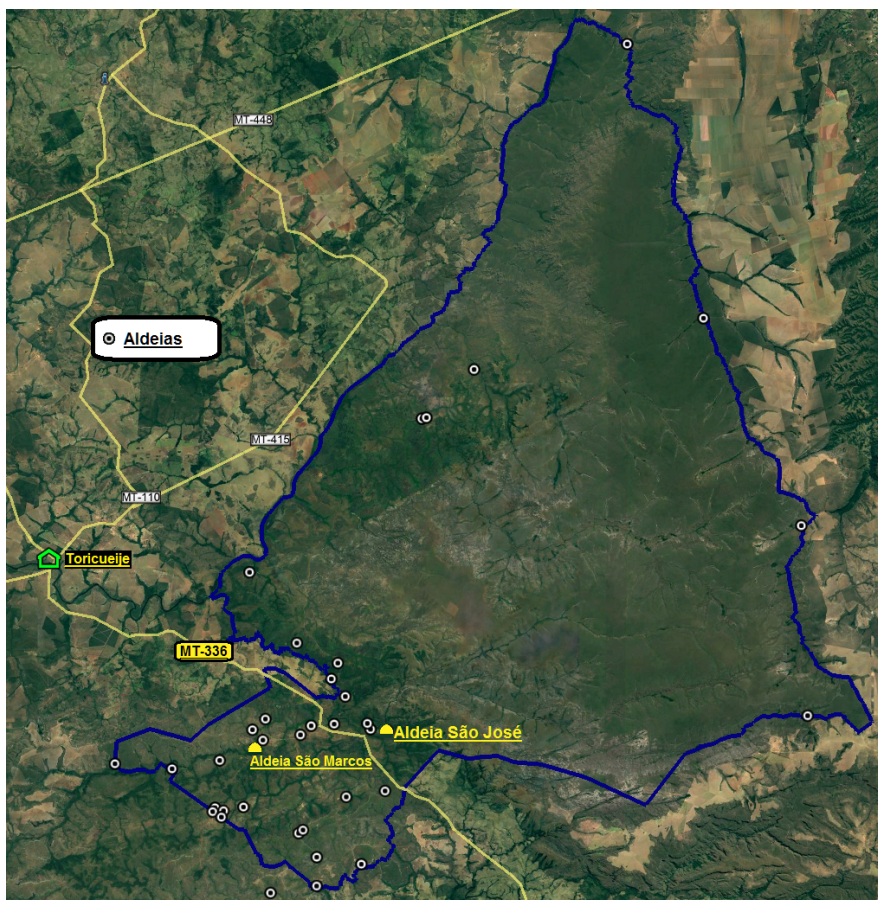 MT-448
Aldeias
MT-415
MT-110
Toricueije
MT-336
Aldeia São José
Aldeia São Marcos